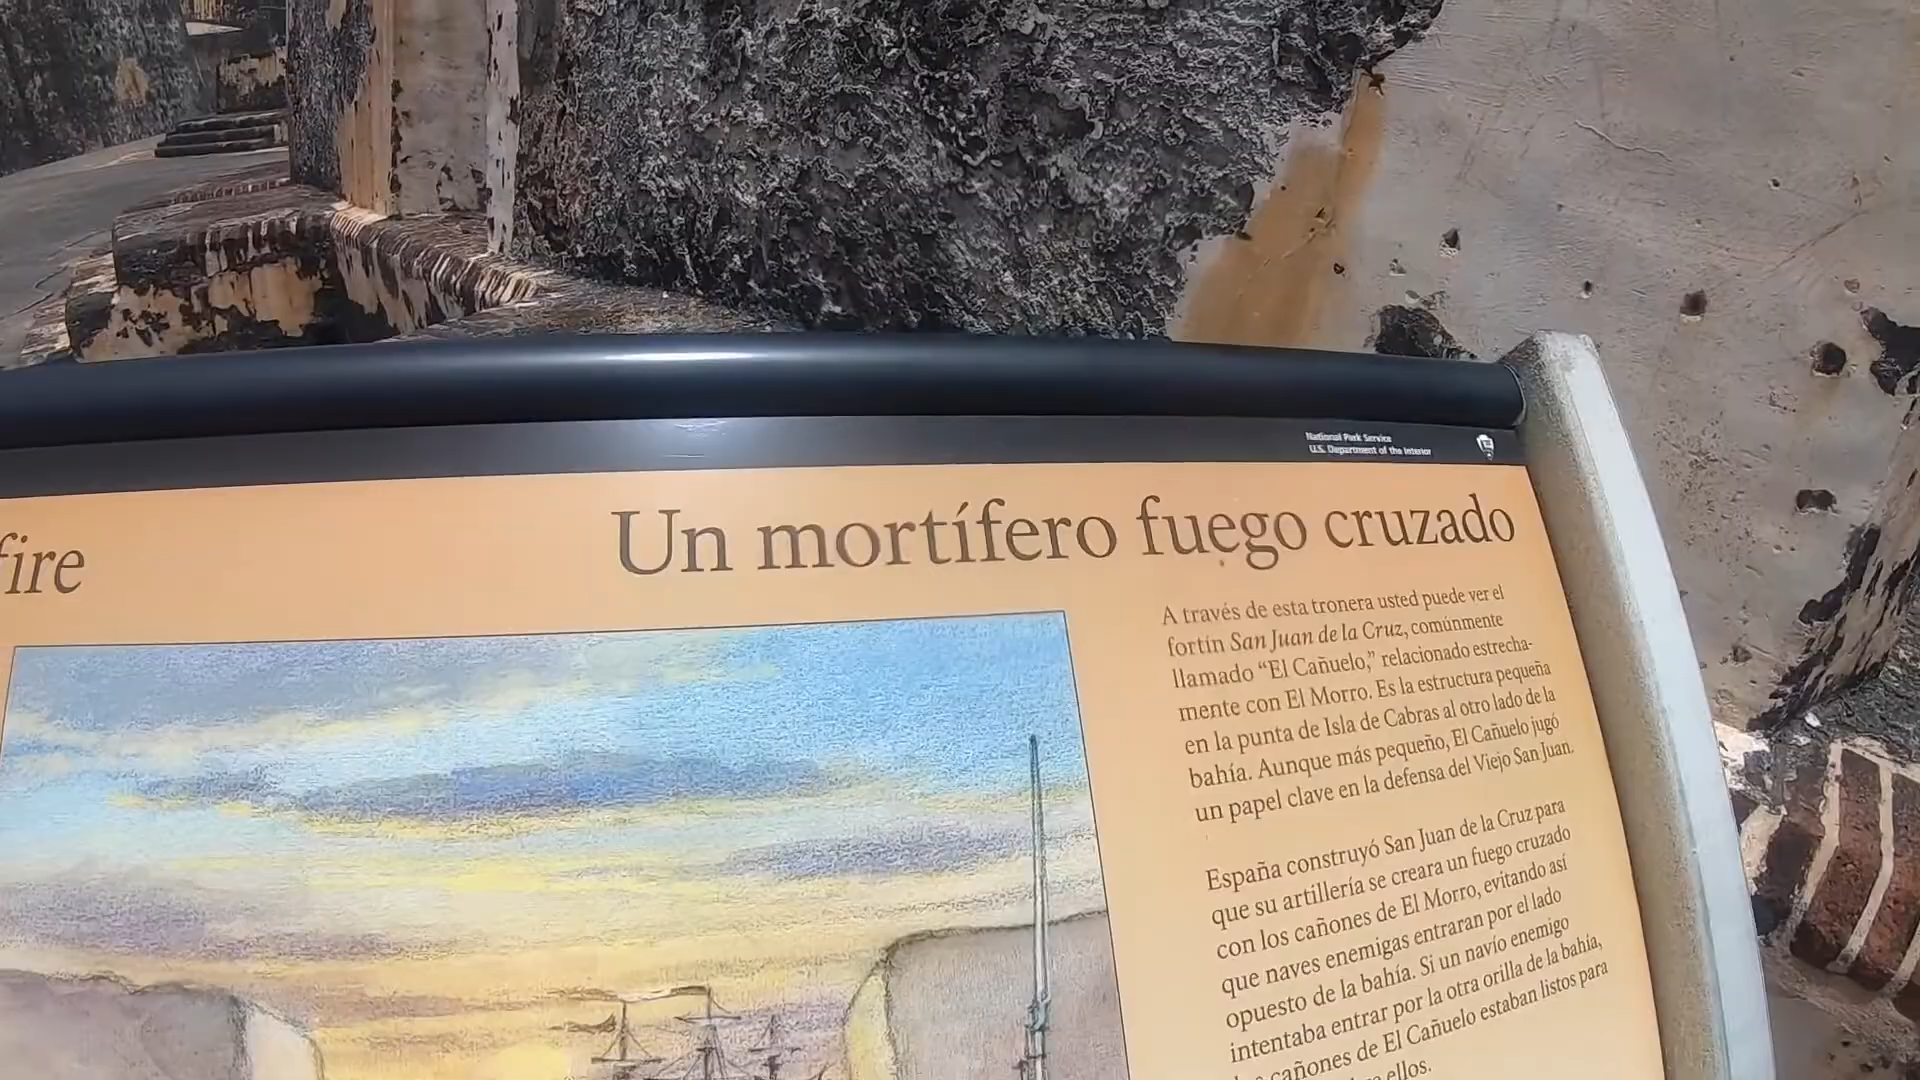 National Park Service
U.S. Department of the Interior
fire
Un mortífero fuego cruzado
A través de esta tronera usted puede ver el
fortín San Juan de la Cruz, comúnmente
llamado “El Cañuelo,” relacionado estrecha-
mente con El Morro. Es la estructura pequeña
en la punta de Isla de Cabras al otro lado de la
bahía. Aunque más pequeño, El Cañuelo jugó
un papel clave en la defensa del Viejo San Juan.
España construyó San Juan de la Cruz para
que su artillería se creara un fuego cruzado
con los cañones de El Morro, evitando así
que naves enemigas entraran por el lado
opuesto de la bahía. Si un navío enemigo
intentaba entrar por la otra orilla de la bahía,
cañones de El Cañuelo estaban listos para
ellos.